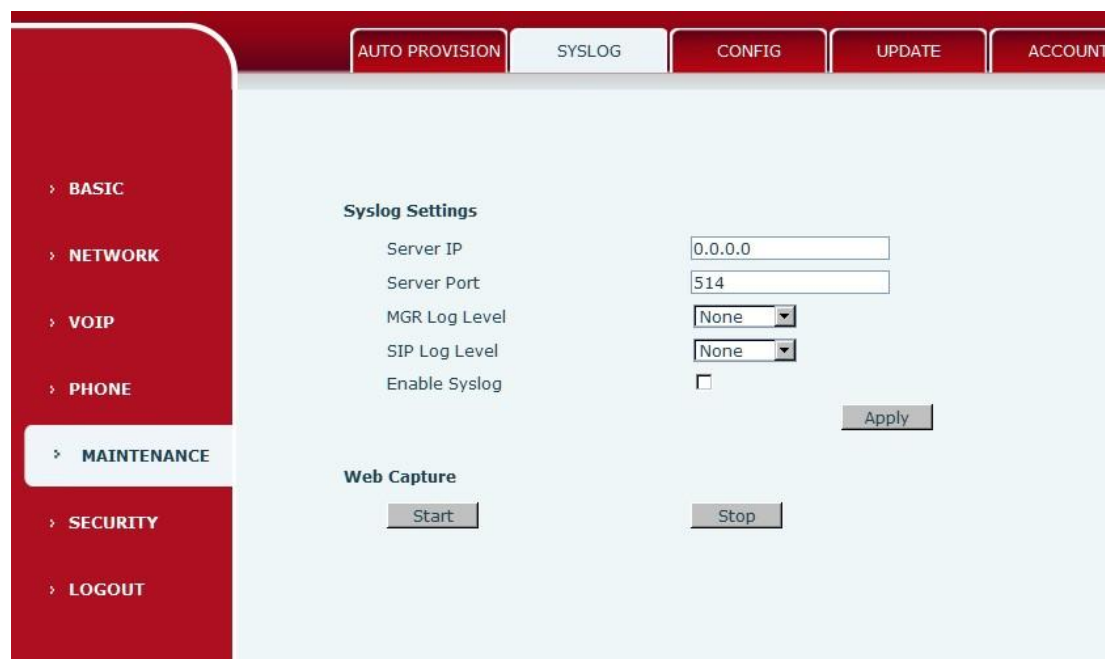 AUTO PROVISION SYSLOG CONFIG UPDATE ACCOUNT
BASIC
NETWORK
VOIP
PHONE
MAINTENANCE
SECURITY
LOGOUT
Syslog Settings
Server IP 0.0.0.0
Server Port 514
MGR Log Level None
SIP Log Level None
Enable Syslog
Apply
Web Capture
Start Stop